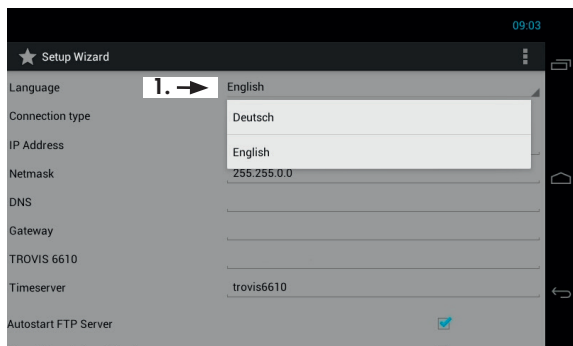 09:03
Setup Wizard
Language 1. English
Connection type Deutsch
IP Address English
Netmask 255.255.0.0
DNS
Gateway
TROVIS 6610
Timeserver trovis6610
Autostart FTP Server